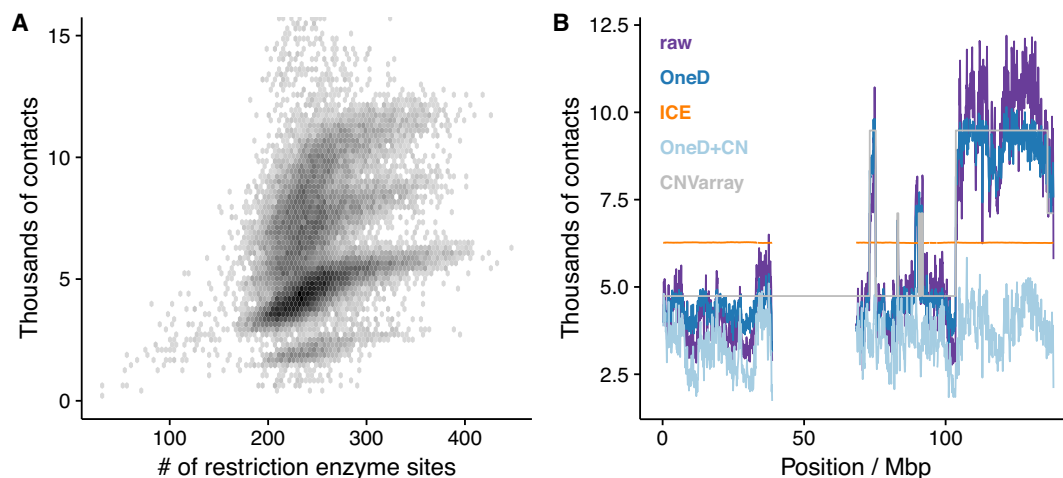 A
15
10
5
0
Thousands of contacts
100
200
300
400
# of restriction enzyme sites
B
12.5
10.0
7.5
5.0
2.5
Thousands of contacts
raw
OneD
ICE
OneD+CN
CNVarray
0
50
100
Position / Mbp